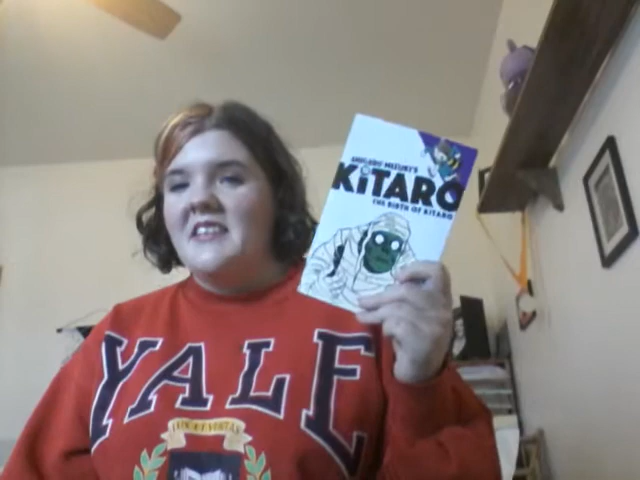 SHIGERU MIZUKI'S
KITARO
THE BIRTH OF KITARO
YALE
LUX ET VERITAS